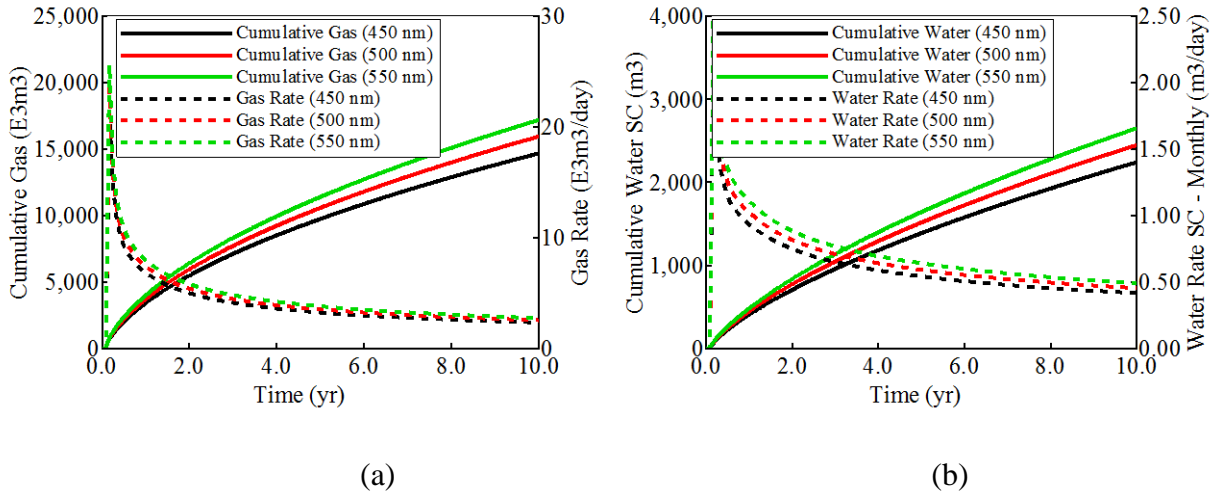 25,000
20,000
15,000
10,000
5,000
0
Cumulative Gas (E3m3)
Cumulative Gas (450 nm)
Cumulative Gas (500 nm)
Cumulative Gas (550 nm)
Gas Rate (450 nm)
Gas Rate (500 nm)
Gas Rate (550 nm)
30
20
10
0
Gas Rate (E3m3/day)
0.0 2.0 4.0 6.0 8.0 10.0
Time (yr)
(a)
4,000
3,000
2,000
1,000
0
Cumulative Water SC (m3)
Cumulative Water (450 nm)
Cumulative Water (500 nm)
Cumulative Water (550 nm)
Water Rate (450 nm)
Water Rate (500 nm)
Water Rate (550 nm)
2.50
2.00
1.50
1.00
0.50
0.00
Water Rate SC - Monthly (m3/day)
0.0 2.0 4.0 6.0 8.0 10.0
Time (yr)
(b)